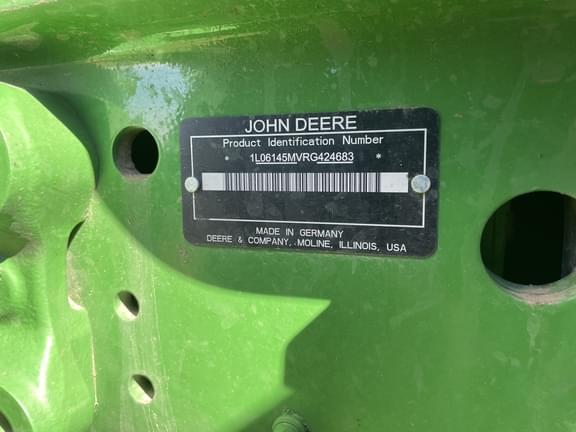 JOHN DEERE
Product Identification Number
* 1L06145MVRG424683 *
MADE IN GERMANY
DEERE & COMPANY, MOLINE, ILLINOIS, USA